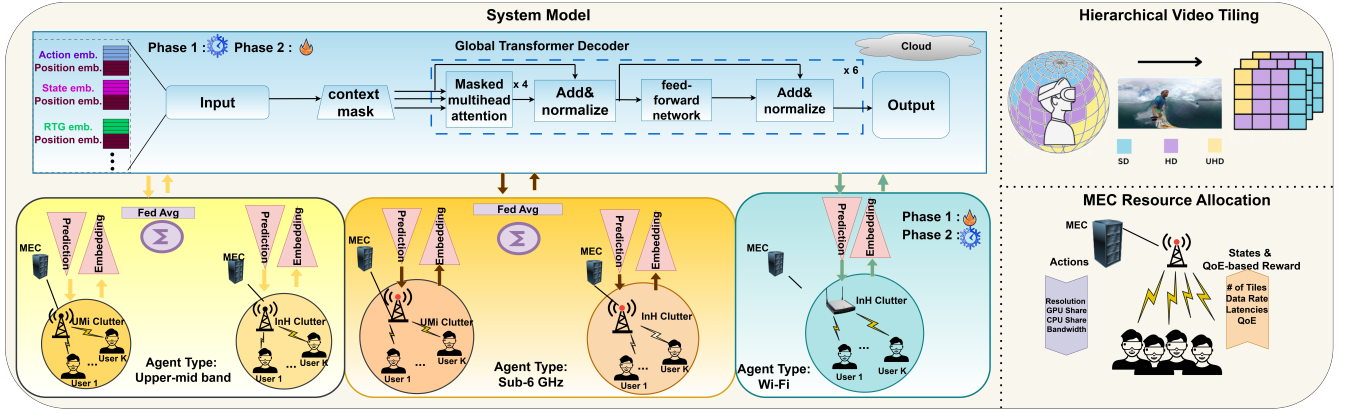 System Model
Phase 1 :
Phase 2 :
Global Transformer Decoder
Cloud
Action emb.
Position emb.
State emb.
Position emb.
RTG emb.
Position emb.
Input
context
mask
Masked
multihead
attention
x 4
Add&
normalize
feed-
forward
network
Add&
normalize
x 6
Output
MEC
Prediction
Embedding
Fed Avg
Σ
MEC
Prediction
Embedding
UMi Clutter
User 1
...
User K
InH Clutter
User 1
...
User K
Agent Type:
Upper-mid band
MEC
Prediction
Embedding
Fed Avg
Σ
MEC
Prediction
Embedding
UMi Clutter
User 1
...
User K
InH Clutter
User 1
...
User K
Agent Type:
Sub-6 GHz
MEC
Prediction
Embedding
Phase 1 :
Phase 2 :
InH Clutter
User 1
...
User K
Agent Type:
Wi-Fi
Hierarchical Video Tiling
SD
HD
UHD
MEC Resource Allocation
MEC
Actions
Resolution
GPU Share
CPU Share
Bandwidth
States &
QoE-based Reward
# of Tiles
Data Rate
Latencies
QoE